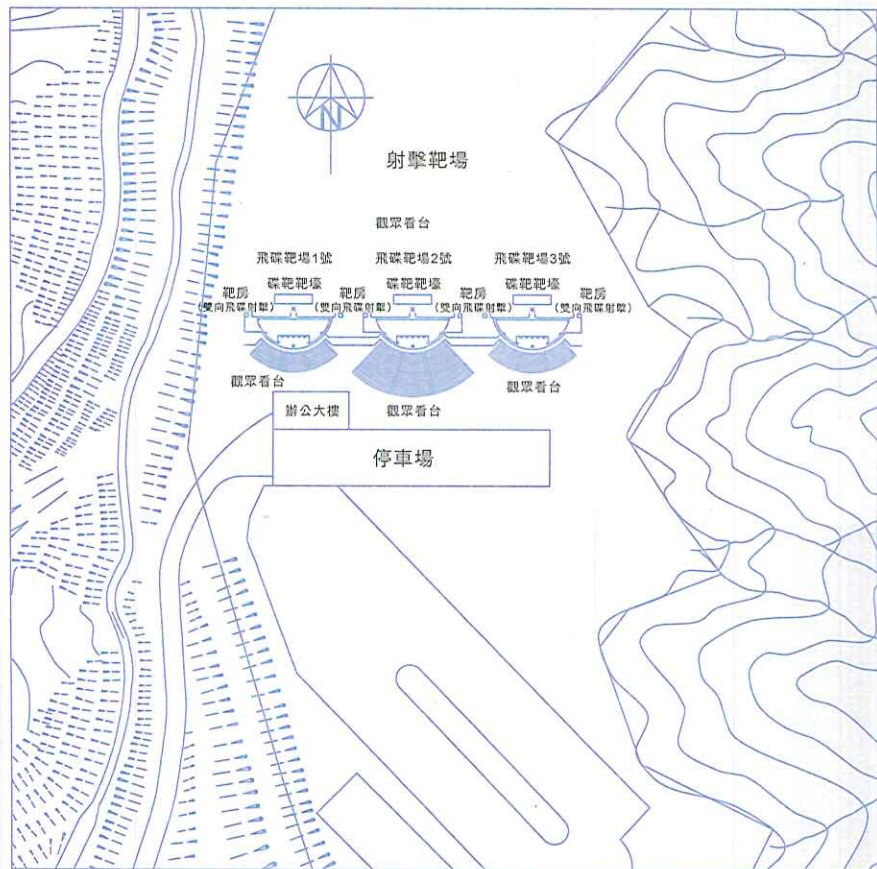 N
射擊靶場
觀眾看台
飛碟靶場1號 飛碟靶場2號 飛碟靶場3號
碟靶靶壕 碟靶靶壕 碟靶靶壕
靶房 靶房 靶房 靶房
(雙向飛碟射擊) (雙向飛碟射擊) (雙向飛碟射擊) (雙向飛碟射擊)
觀眾看台 觀眾看台 觀眾看台
辦公大樓
停車場